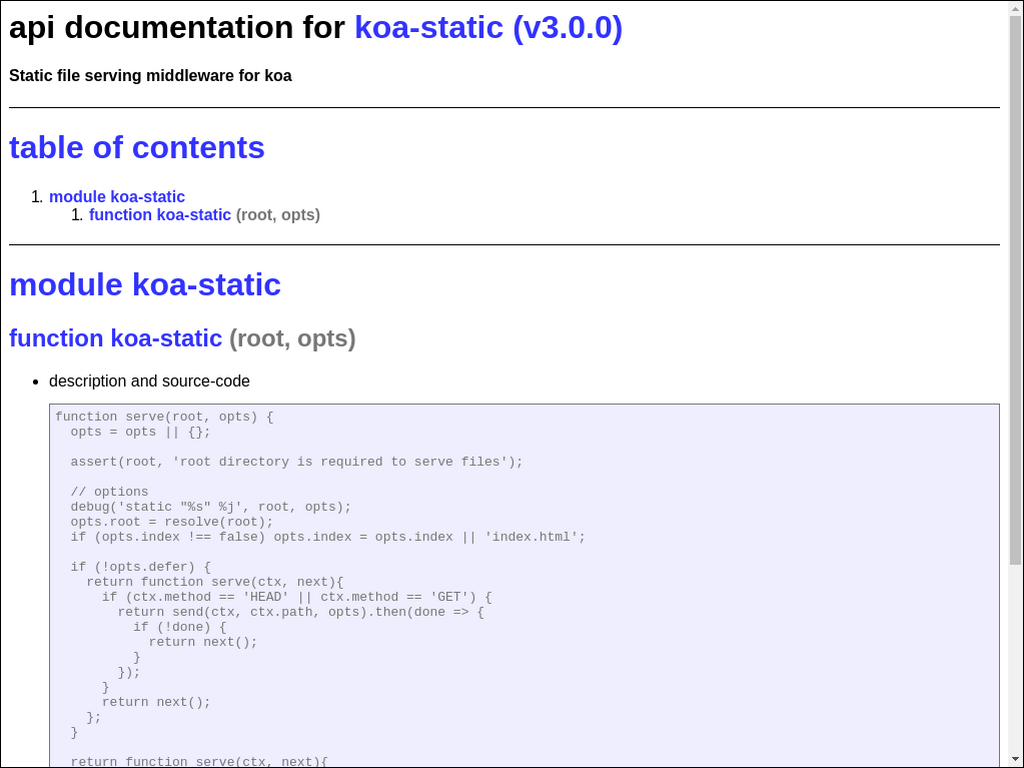 api documentation for koa-static (v3.0.0)
Static file serving middleware for koa
table of contents
1. module koa-static
1. function koa-static (root, opts)
module koa-static
function koa-static (root, opts)
• description and source-code
function serve(root, opts) {
  opts = opts || {};

  assert(root, 'root directory is required to serve files');

  // options
  debug('static "%s" %j', root, opts);
  opts.root = resolve(root);
  if (opts.index !== false) opts.index = opts.index || 'index.html';

  if (!opts.defer) {
    return function serve(ctx, next){
      if (ctx.method == 'HEAD' || ctx.method == 'GET') {
        return send(ctx, ctx.path, opts).then(done => {
          if (!done) {
            return next();
          }
        });
      }
      return next();
    };
  }

  return function serve(ctx, next){